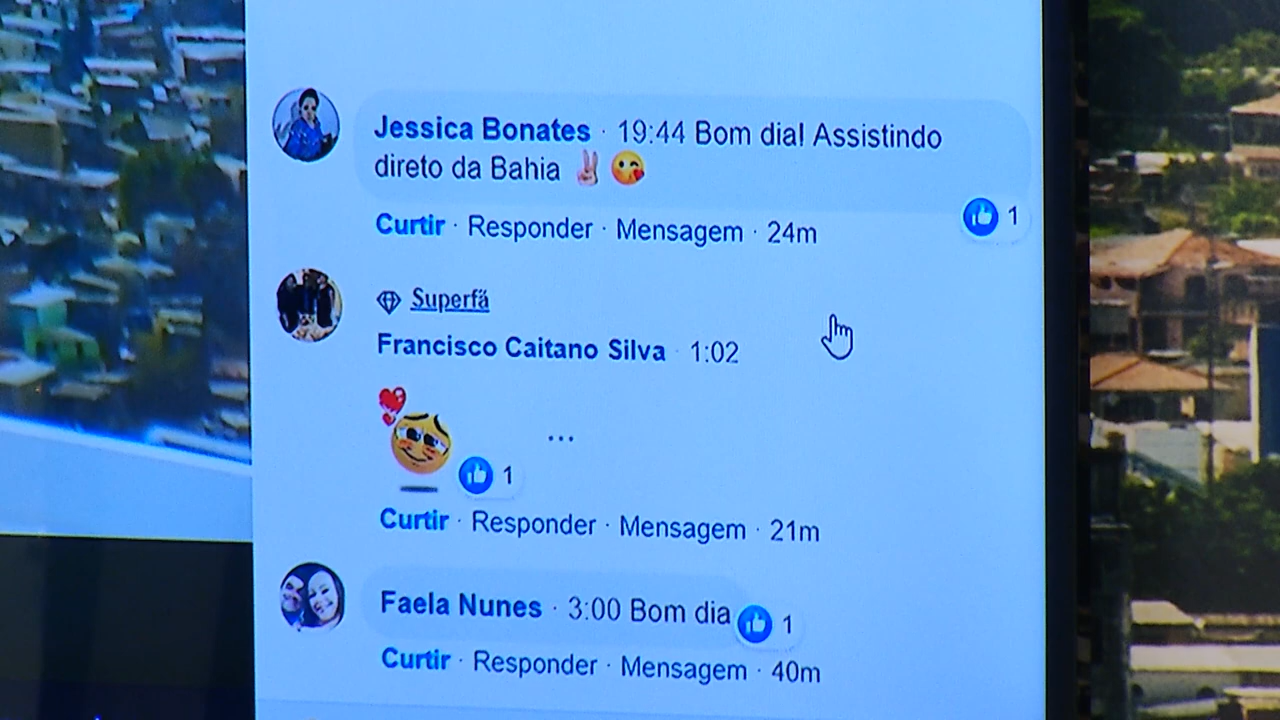 Jessica Bonates · 19:44 Bom dia! Assistindo
direto da Bahia ✌️😘
1
Curtir · Responder · Mensagem · 24m
Superfã
Francisco Caitano Silva · 1:02
...
1
Curtir · Responder · Mensagem · 21m
Faela Nunes · 3:00 Bom dia
1
Curtir · Responder · Mensagem · 40m